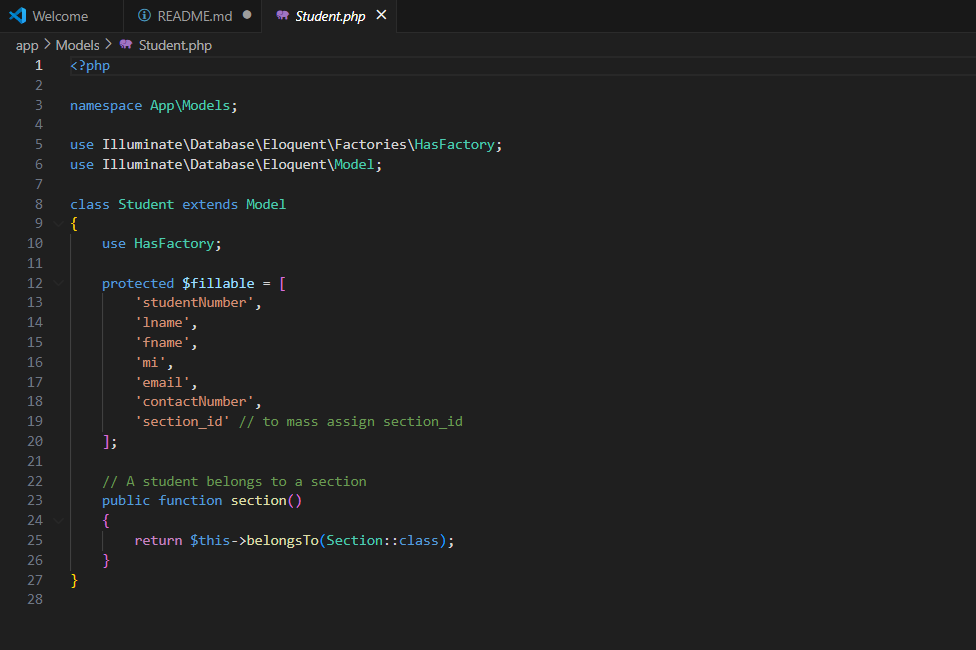 Welcome
README.md
Student.php
app > Models > Student.php
1 <?php
2
3 namespace App\Models;
4
5 use Illuminate\Database\Eloquent\Factories\HasFactory;
6 use Illuminate\Database\Eloquent\Model;
7
8 class Student extends Model
9 {
10     use HasFactory;
11
12     protected $fillable = [
13         'studentNumber',
14         'lname',
15         'fname',
16         'mi',
17         'email',
18         'contactNumber',
19         'section_id' // to mass assign section_id
20     ];
21
22     // A student belongs to a section
23     public function section()
24     {
25         return $this->belongsTo(Section::class);
26     }
27 }
28